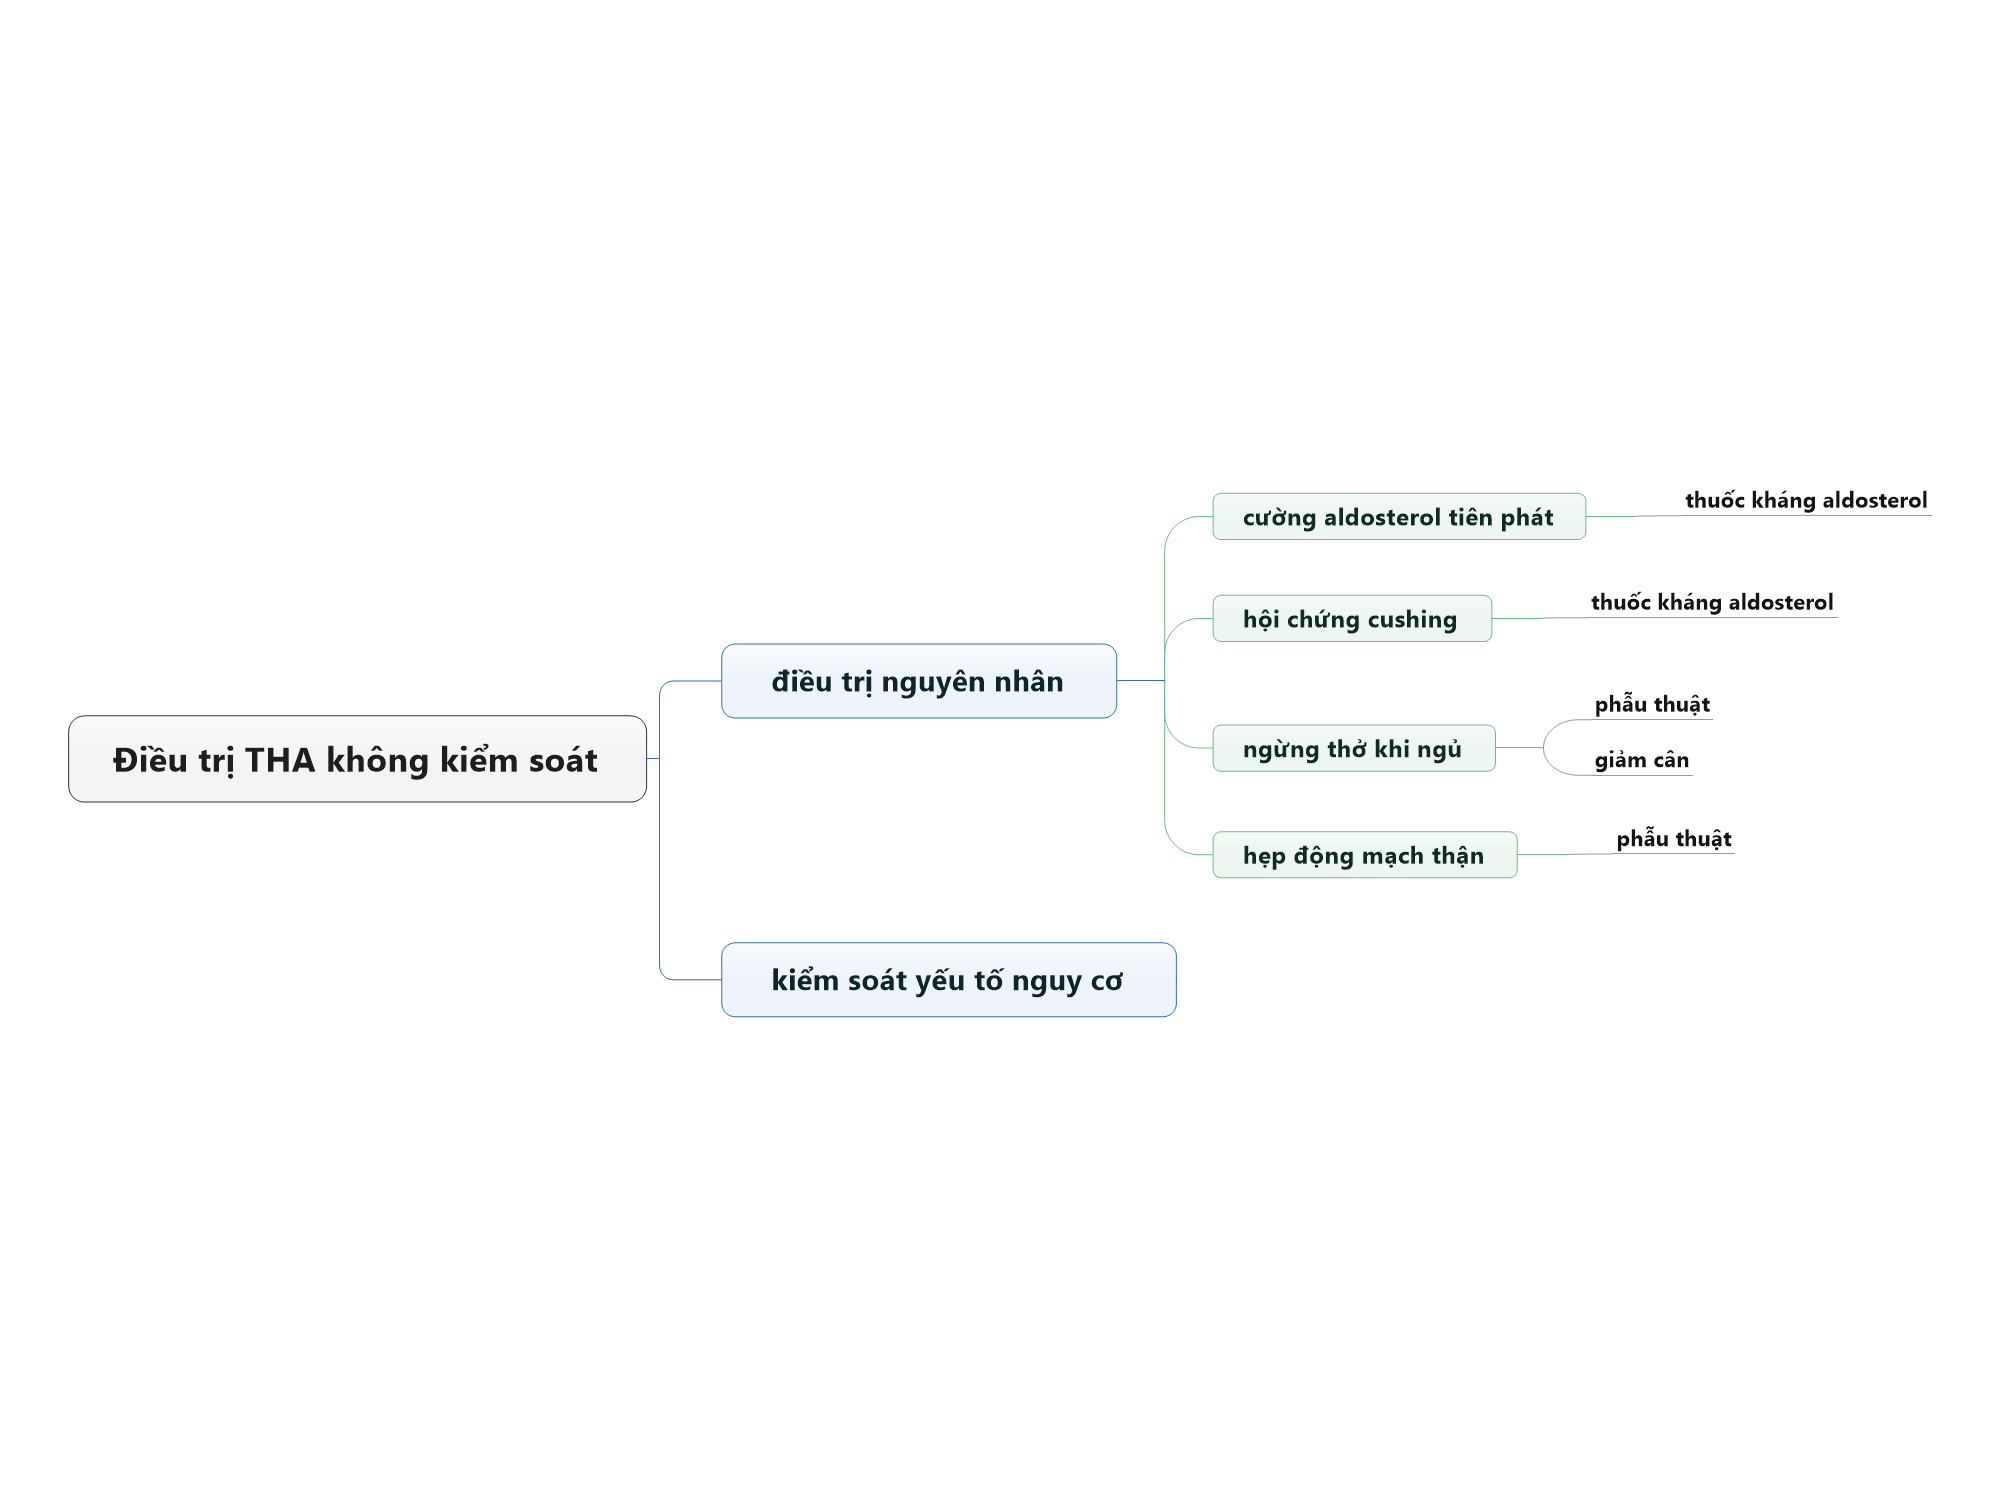 Điều trị THA không kiểm soát
điều trị nguyên nhân
cường aldosterol tiên phát
thuốc kháng aldosterol
hội chứng cushing
thuốc kháng aldosterol
ngừng thở khi ngủ
phẫu thuật
giảm cân
hẹp động mạch thận
phẫu thuật
kiểm soát yếu tố nguy cơ